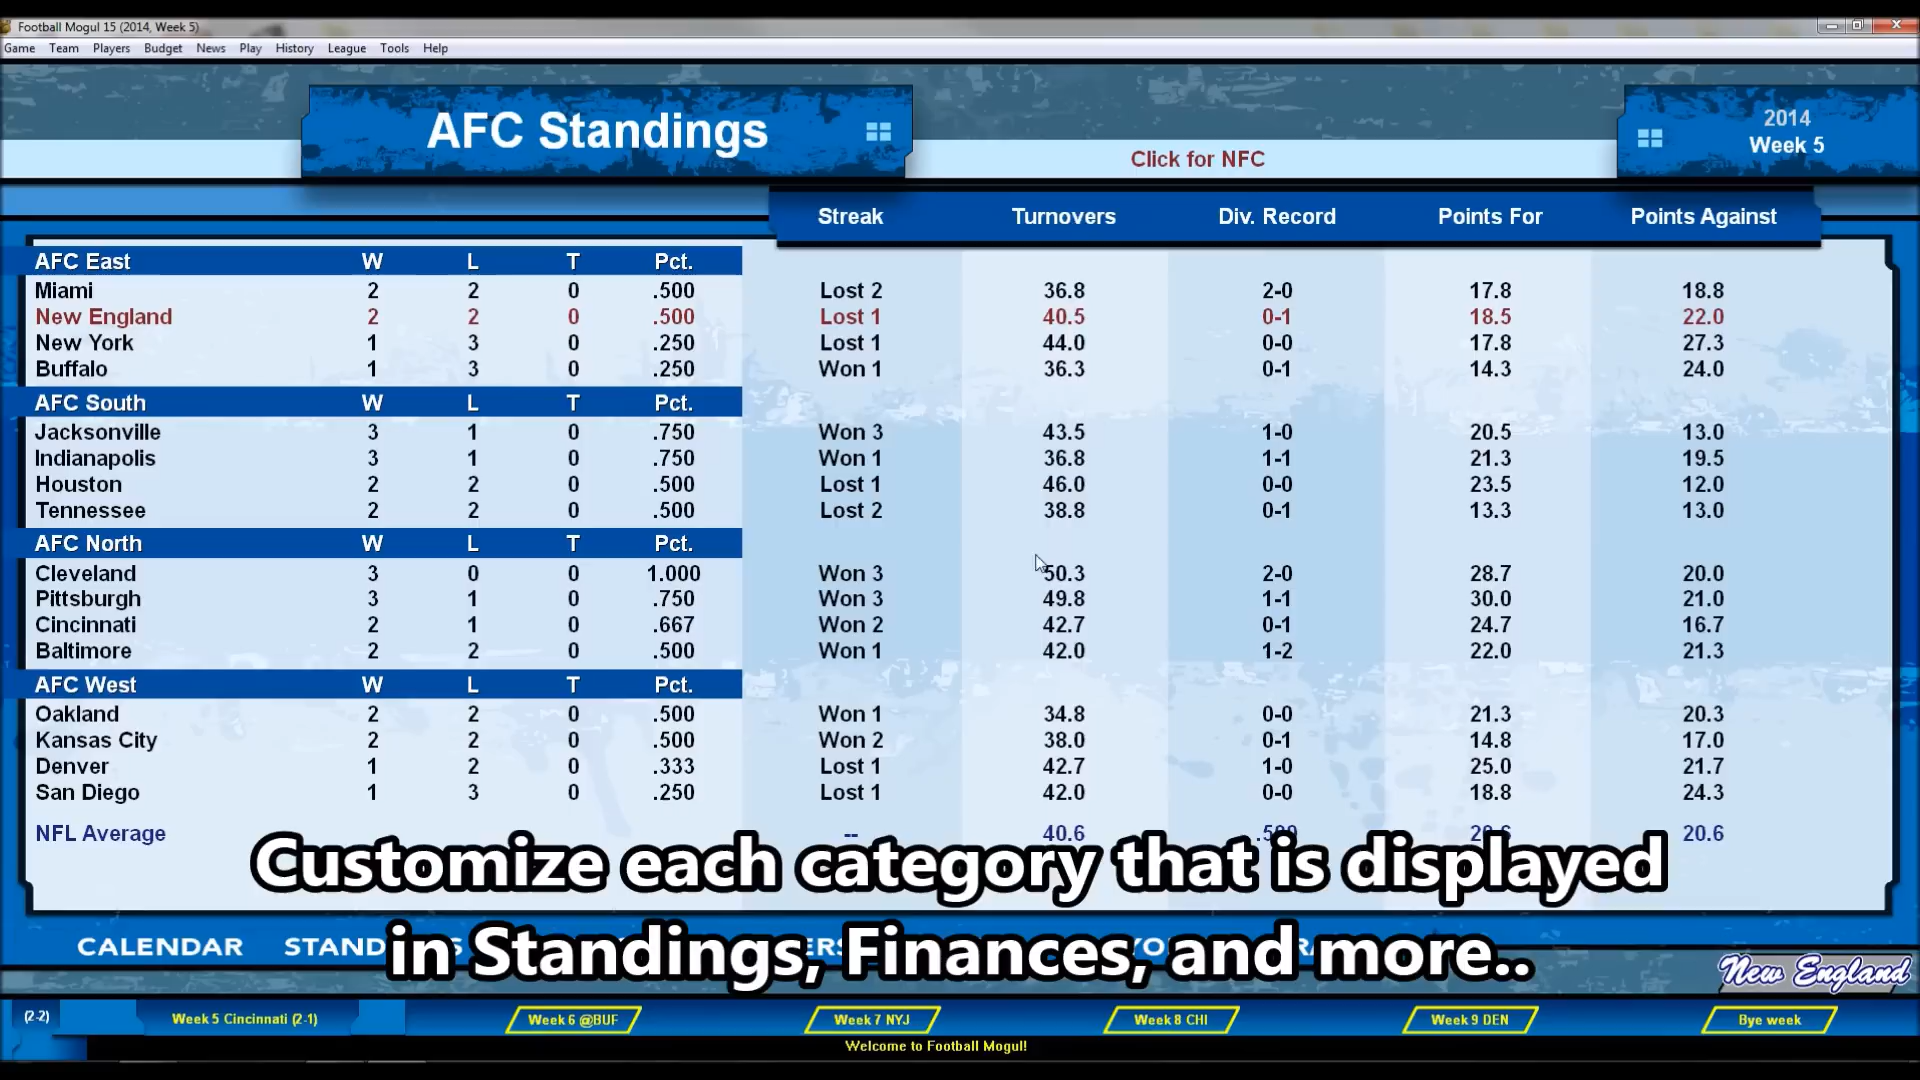 Football Mogul 15 (2014, Week 5)
Game Team Players Budget News Play History League Tools Help
AFC Standings
Click for NFC
2014
Week 5
Streak Turnovers Div. Record Points For Points Against
AFC East W L T Pct.
Miami 2 2 0 .500 Lost 2 36.8 2-0 17.8 18.8
New England 2 2 0 .500 Lost 1 40.5 0-1 18.5 22.0
New York 1 3 0 .250 Lost 1 44.0 0-0 17.8 27.3
Buffalo 1 3 0 .250 Won 1 36.3 0-1 14.3 24.0
AFC South W L T Pct.
Jacksonville 3 1 0 .750 Won 3 43.5 1-0 20.5 13.0
Indianapolis 3 1 0 .750 Won 1 36.8 1-1 21.3 19.5
Houston 2 2 0 .500 Lost 1 46.0 0-0 23.5 12.0
Tennessee 2 2 0 .500 Lost 2 38.8 0-1 13.3 13.0
AFC North W L T Pct.
Cleveland 3 0 0 1.000 Won 3 50.3 2-0 28.7 20.0
Pittsburgh 3 1 0 .750 Won 3 49.8 1-1 30.0 21.0
Cincinnati 2 1 0 .667 Won 2 42.7 0-1 24.7 16.7
Baltimore 2 2 0 .500 Won 1 42.0 1-2 22.0 21.3
AFC West W L T Pct.
Oakland 2 2 0 .500 Won 1 34.8 0-0 21.3 20.3
Kansas City 2 2 0 .500 Won 2 38.0 0-1 14.8 17.0
Denver 1 2 0 .333 Lost 1 42.7 1-0 25.0 21.7
San Diego 1 3 0 .250 Lost 1 42.0 0-0 18.8 24.3
NFL Average -- 40.6 20.6
Customize each category that is displayed
in Standings, Finances, and more..
CALENDAR
New England
(2-2) Week 5 Cincinnati (2-1) Week 6 @BUF Week 7 NYJ Week 8 CHI Week 9 DEN Bye week
Welcome to Football Mogul!